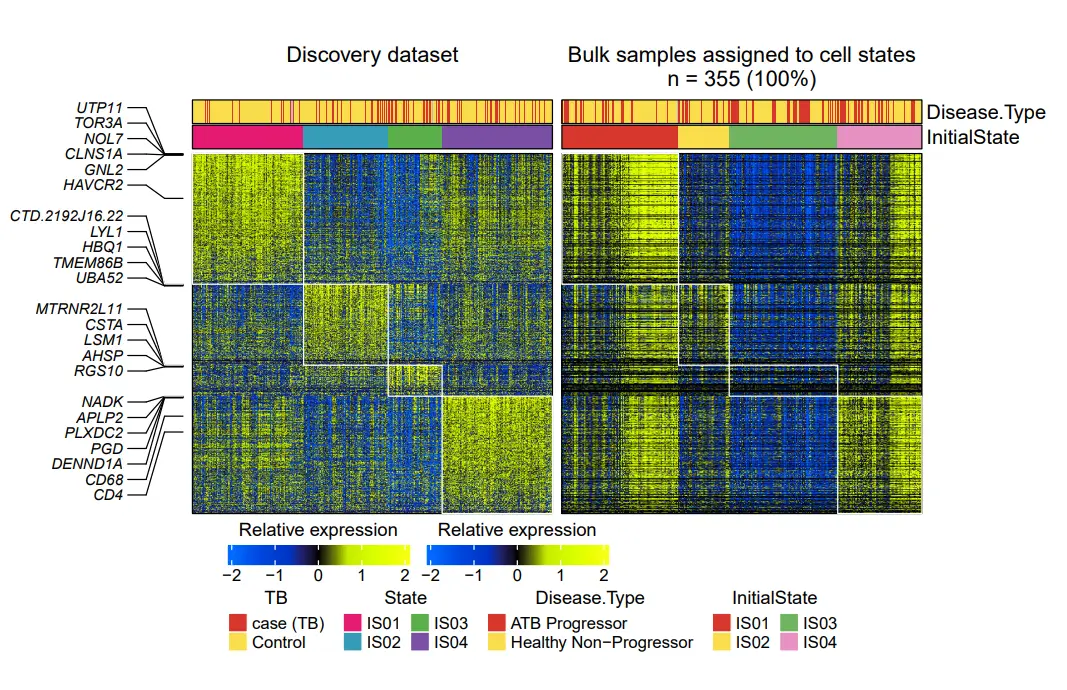 Discovery dataset
Bulk samples assigned to cell states
n = 355 (100%)
Disease.Type
InitialState
UTP11
TOR3A
NOL7
CLNS1A
GNL2
HAVCR2
CTD.2192J16.22
LYL1
HBQ1
TMEM86B
UBA52
MTRNR2L11
CSTA
LSM1
AHSP
RGS10
NADK
APLP2
PLXDC2
PGD
DENND1A
CD68
CD4
Relative expression Relative expression
−2 −1 0 1 2 −2 −1 0 1 2
TB State Disease.Type InitialState
case (TB) IS01 IS03 ATB Progressor IS01 IS03
Control IS02 IS04 Healthy Non−Progressor IS02 IS04